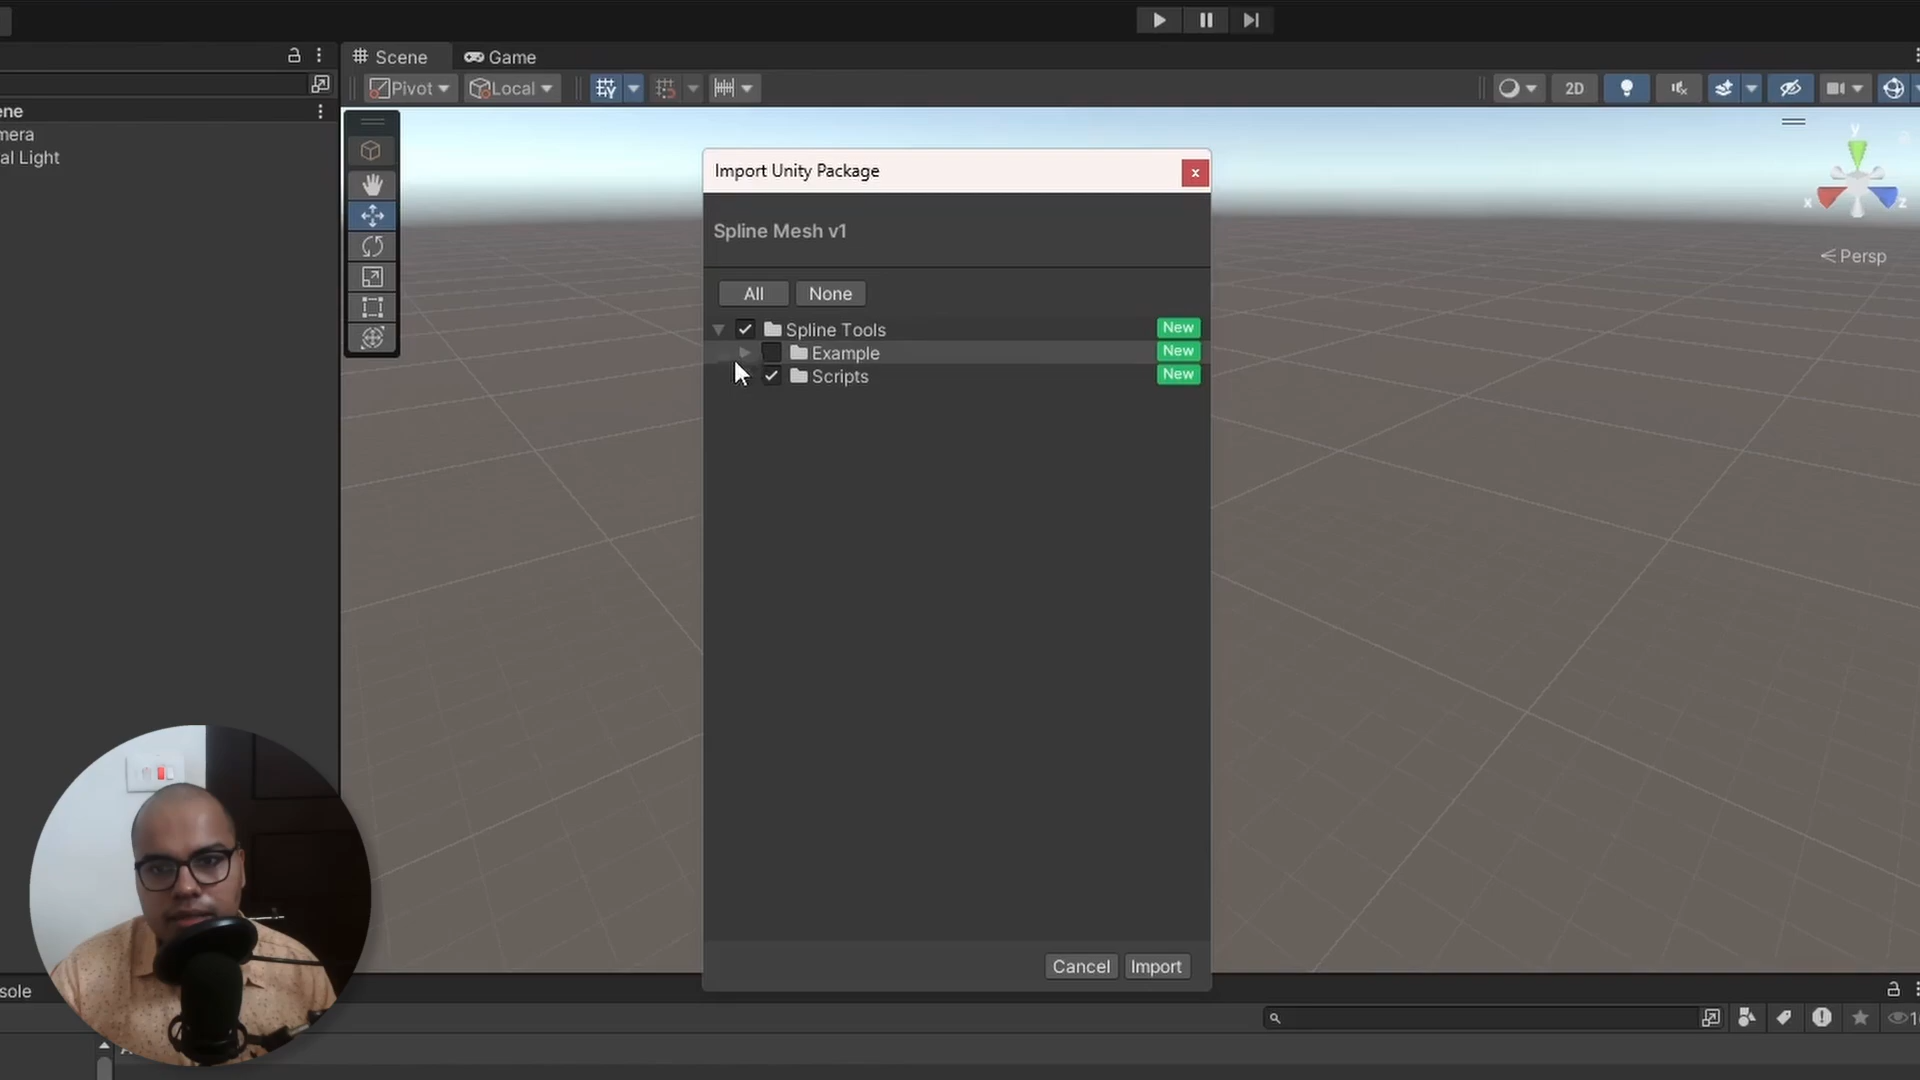 Scene
Game
Pivot
Local
2D
ene
mera
al Light
Import Unity Package
x
Spline Mesh v1
All
None
Spline Tools
New
Example
New
Scripts
New
y
x
z
Persp
Cancel
Import
sole